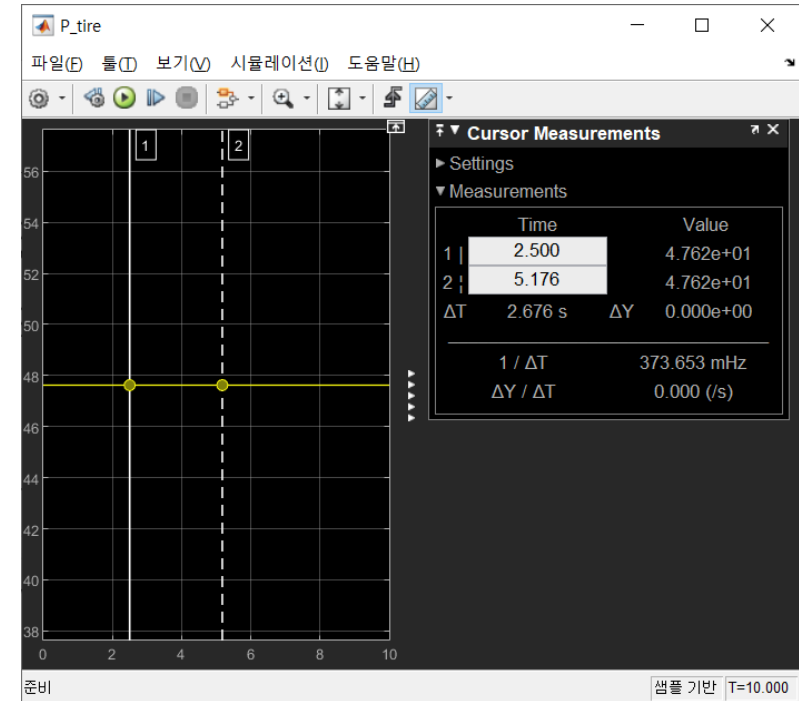 P_tire
파일(F) 툴(T) 보기(V) 시뮬레이션(I) 도움말(H)
1 2
56
54
52
50
48
46
44
42
40
38
0 2 4 6 8 10
Cursor Measurements
Settings
Measurements
Time Value
1 | 2.500 4.762e+01
2 ¦ 5.176 4.762e+01
ΔT 2.676 s ΔY 0.000e+00
1 / ΔT 373.653 mHz
ΔY / ΔT 0.000 (/s)
준비 샘플 기반 T=10.000